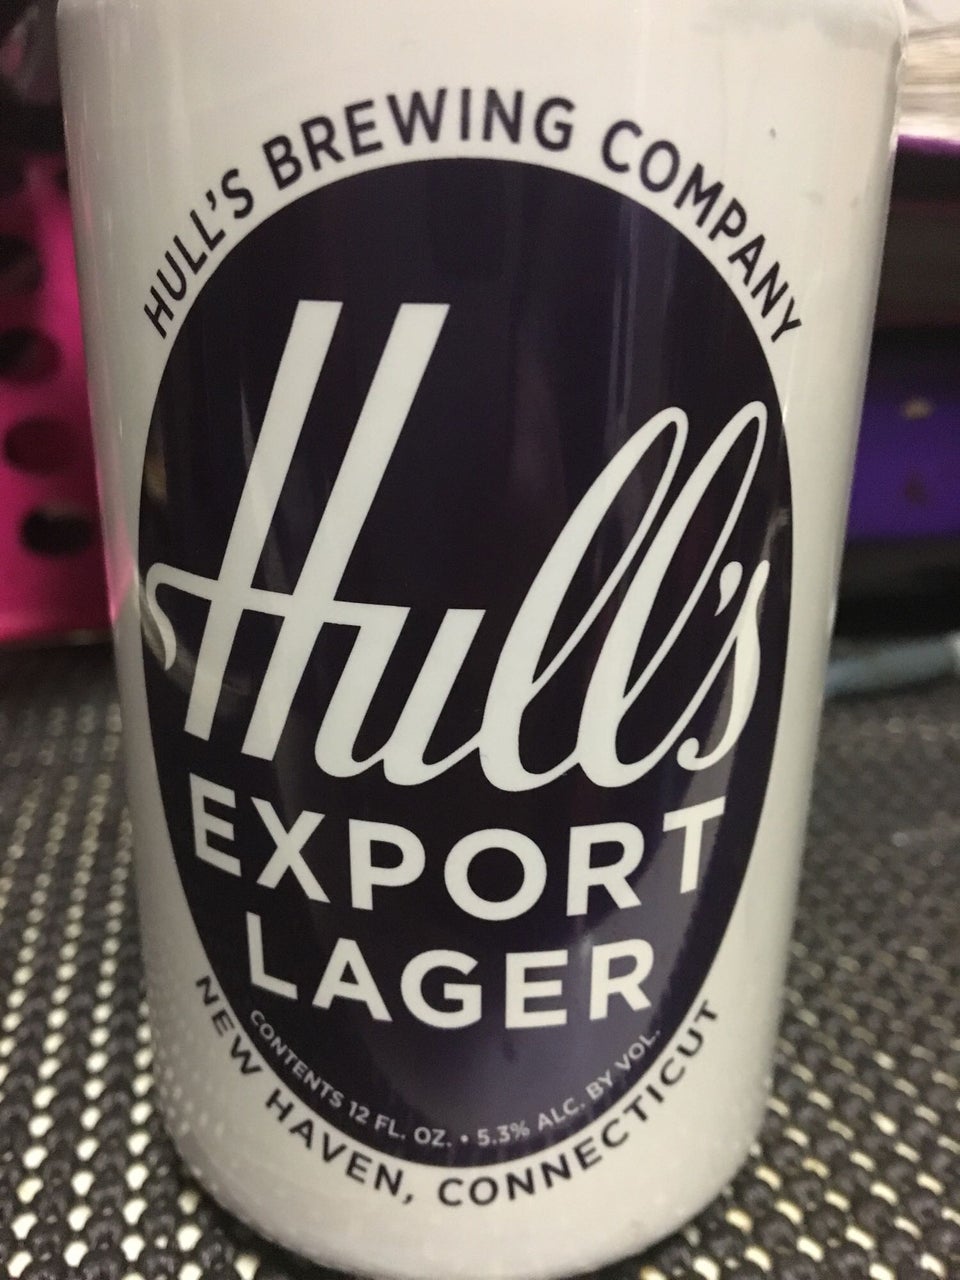 HULL'S BREWING COMPANY
Hull's
EXPORT
LAGER
CONTENTS 12 FL. OZ. • 5.3% ALC. BY VOL.
NEW HAVEN, CONNECTICUT